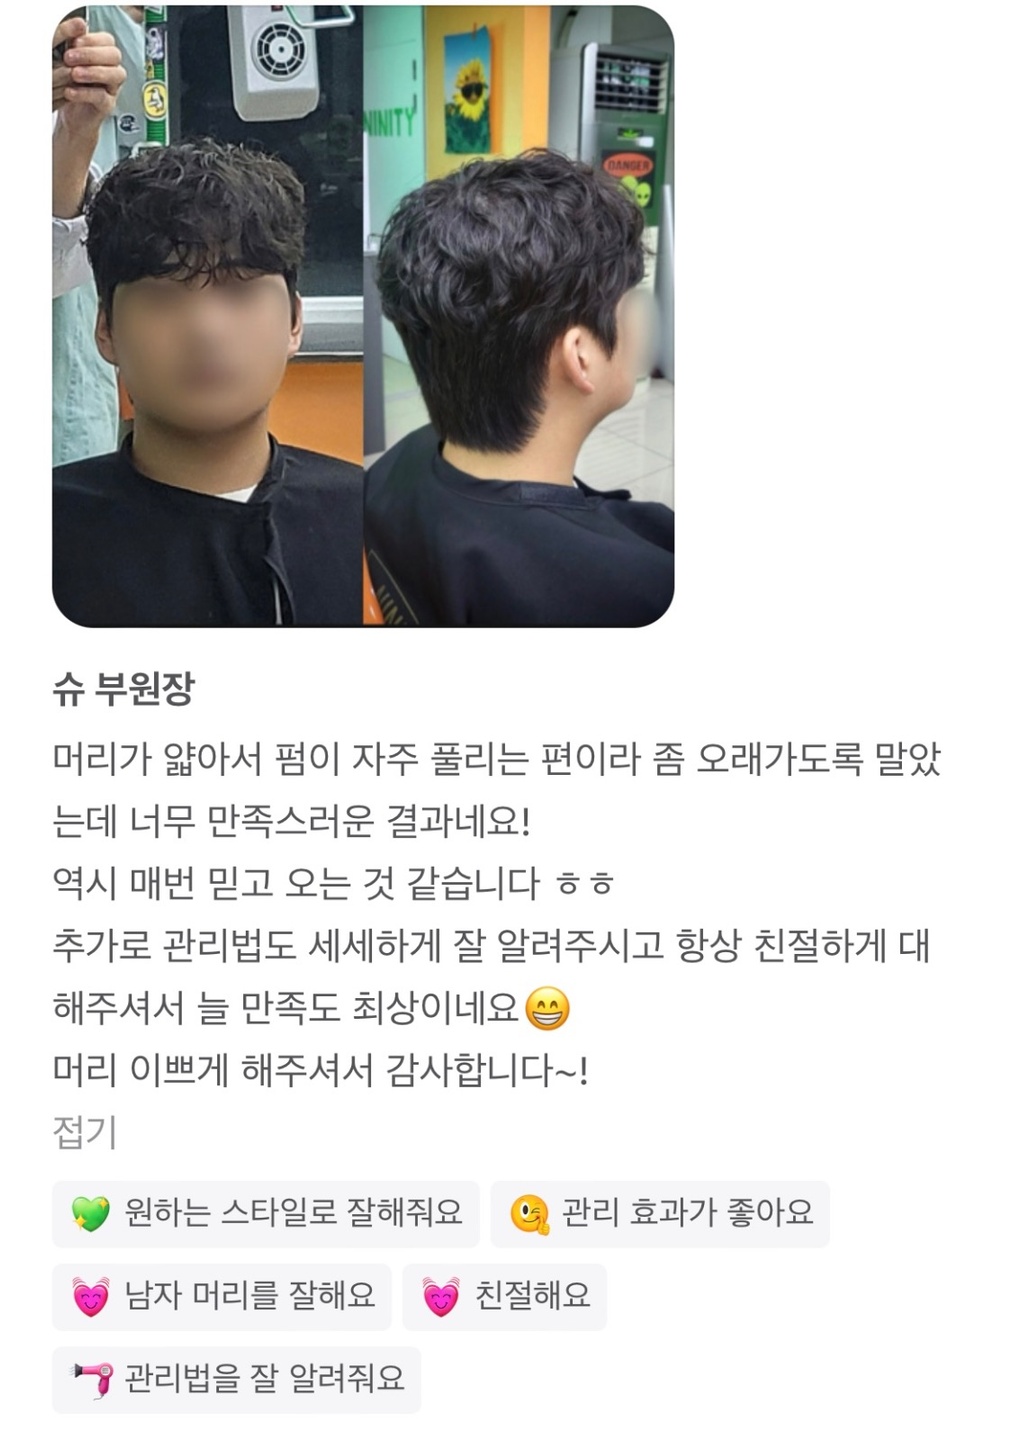 NINITY
DANGER
슈 부원장
머리가 얇아서 펌이 자주 풀리는 편이라 좀 오래가도록 말았
는데 너무 만족스러운 결과네요!
역시 매번 믿고 오는 것 같습니다 ㅎㅎ
추가로 관리법도 세세하게 잘 알려주시고 항상 친절하게 대
해주셔서 늘 만족도 최상이네요😁
머리 이쁘게 해주셔서 감사합니다~!
접기
원하는 스타일로 잘해줘요
관리 효과가 좋아요
남자 머리를 잘해요
친절해요
관리법을 잘 알려줘요